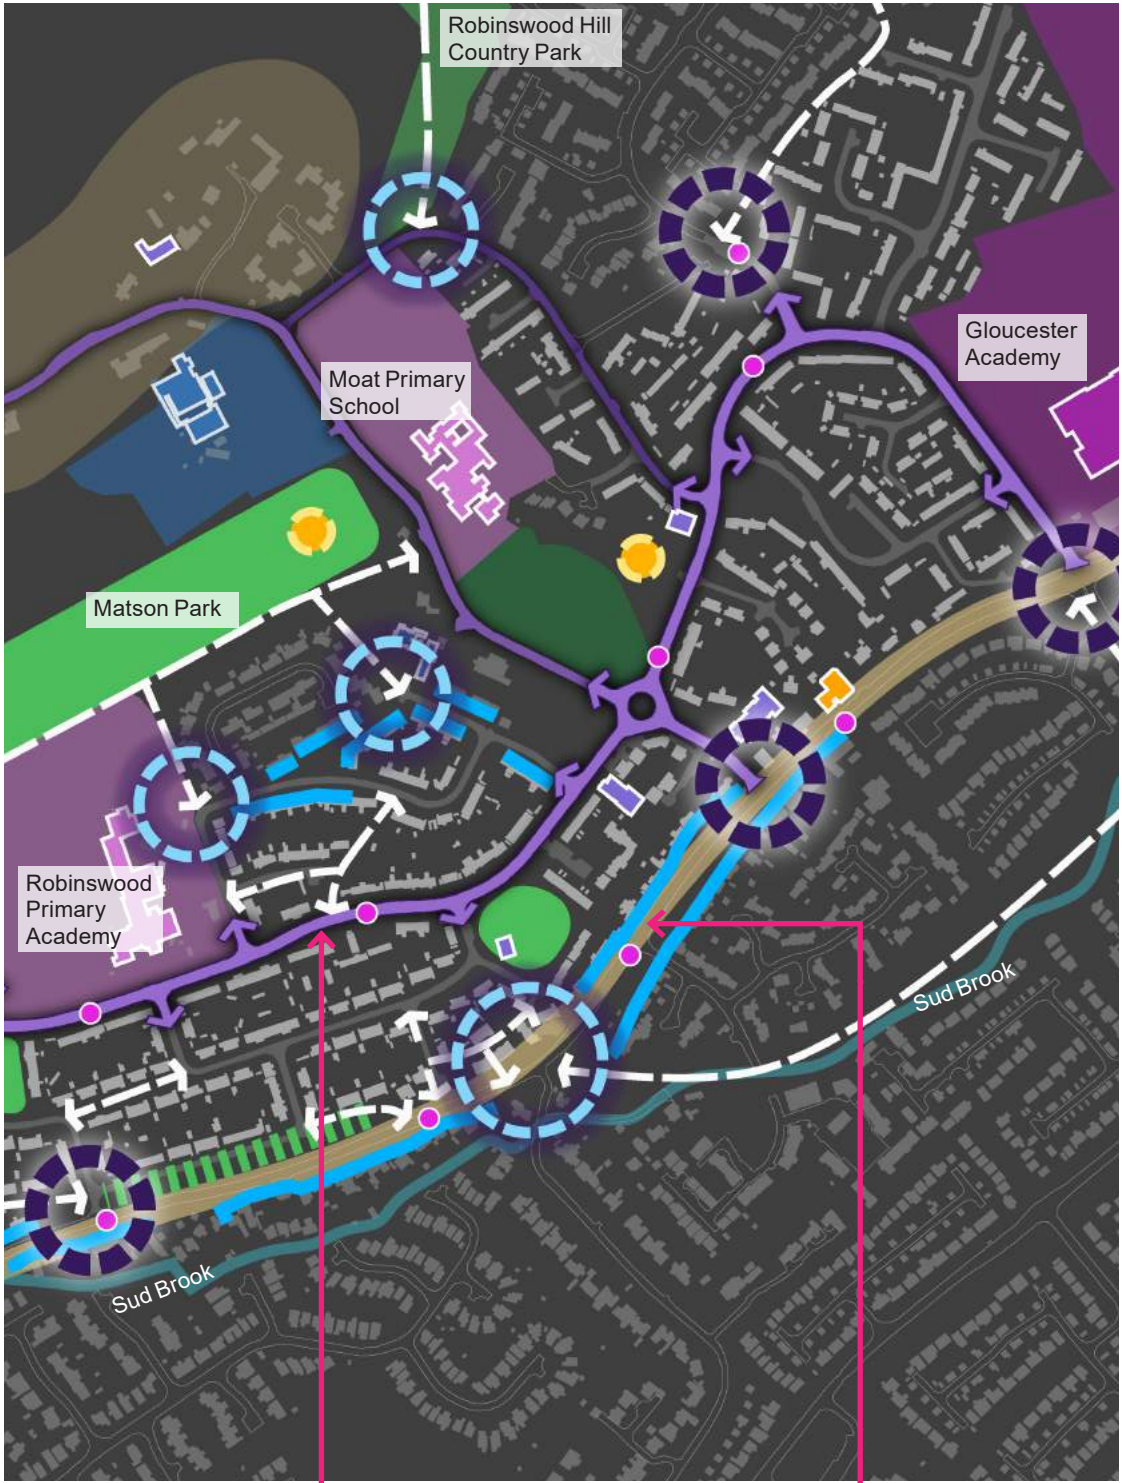 Robinswood Hill
Country Park
Gloucester
Academy
Moat Primary
School
Matson Park
Robinswood
Primary
Academy
Sud Brook
Sud Brook